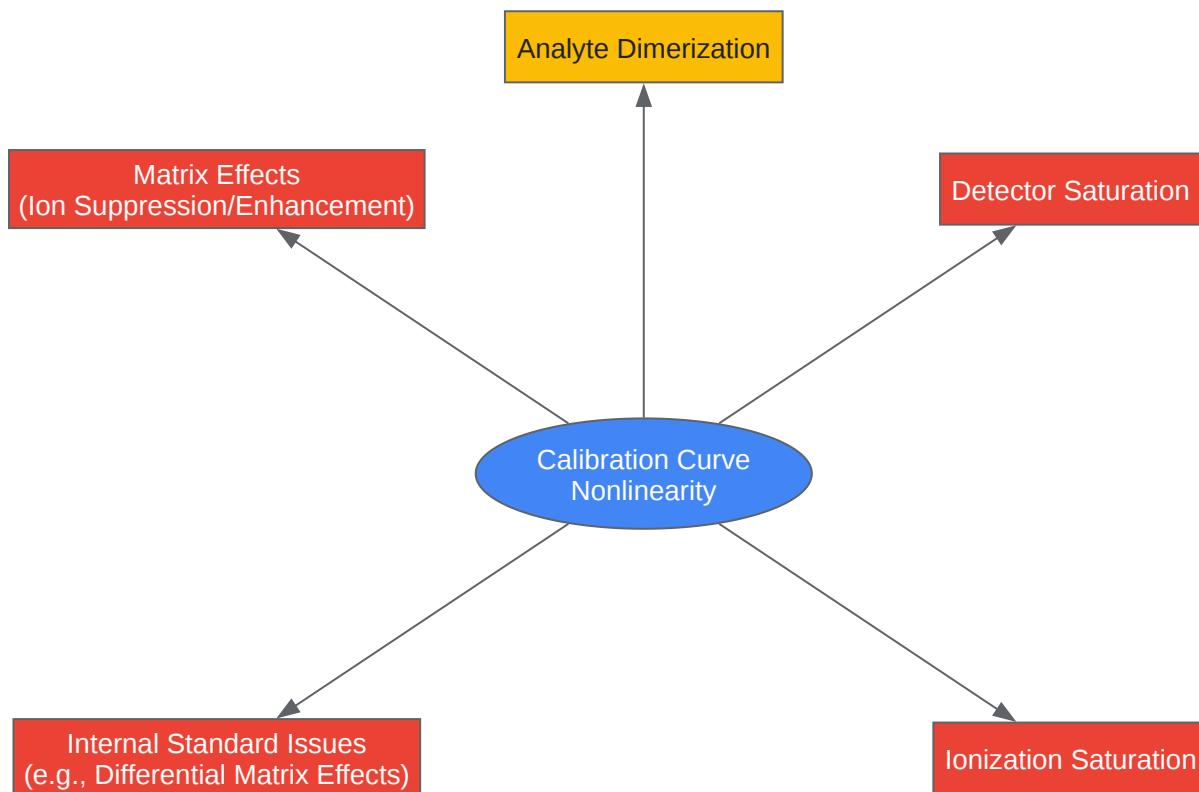 Analyte Dimerization
Matrix Effects
(Ion Suppression/Enhancement)
Detector Saturation
Calibration Curve
Nonlinearity
Internal Standard Issues
(e.g., Differential Matrix Effects)
Ionization Saturation